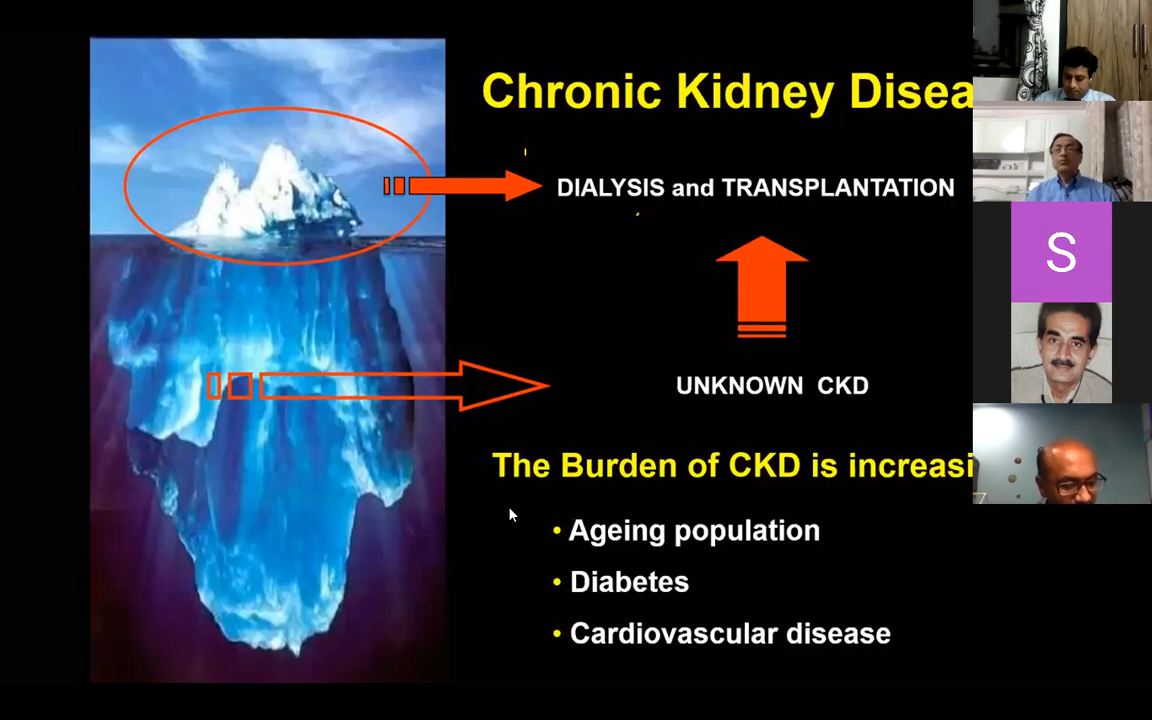 Chronic Kidney Disea
DIALYSIS and TRANSPLANTATION
UNKNOWN CKD
The Burden of CKD is increasi
• Ageing population
• Diabetes
• Cardiovascular disease
S